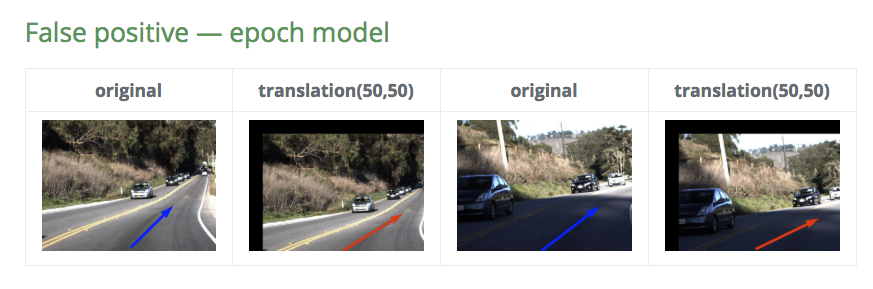 False positive — epoch model
original translation(50,50) original translation(50,50)